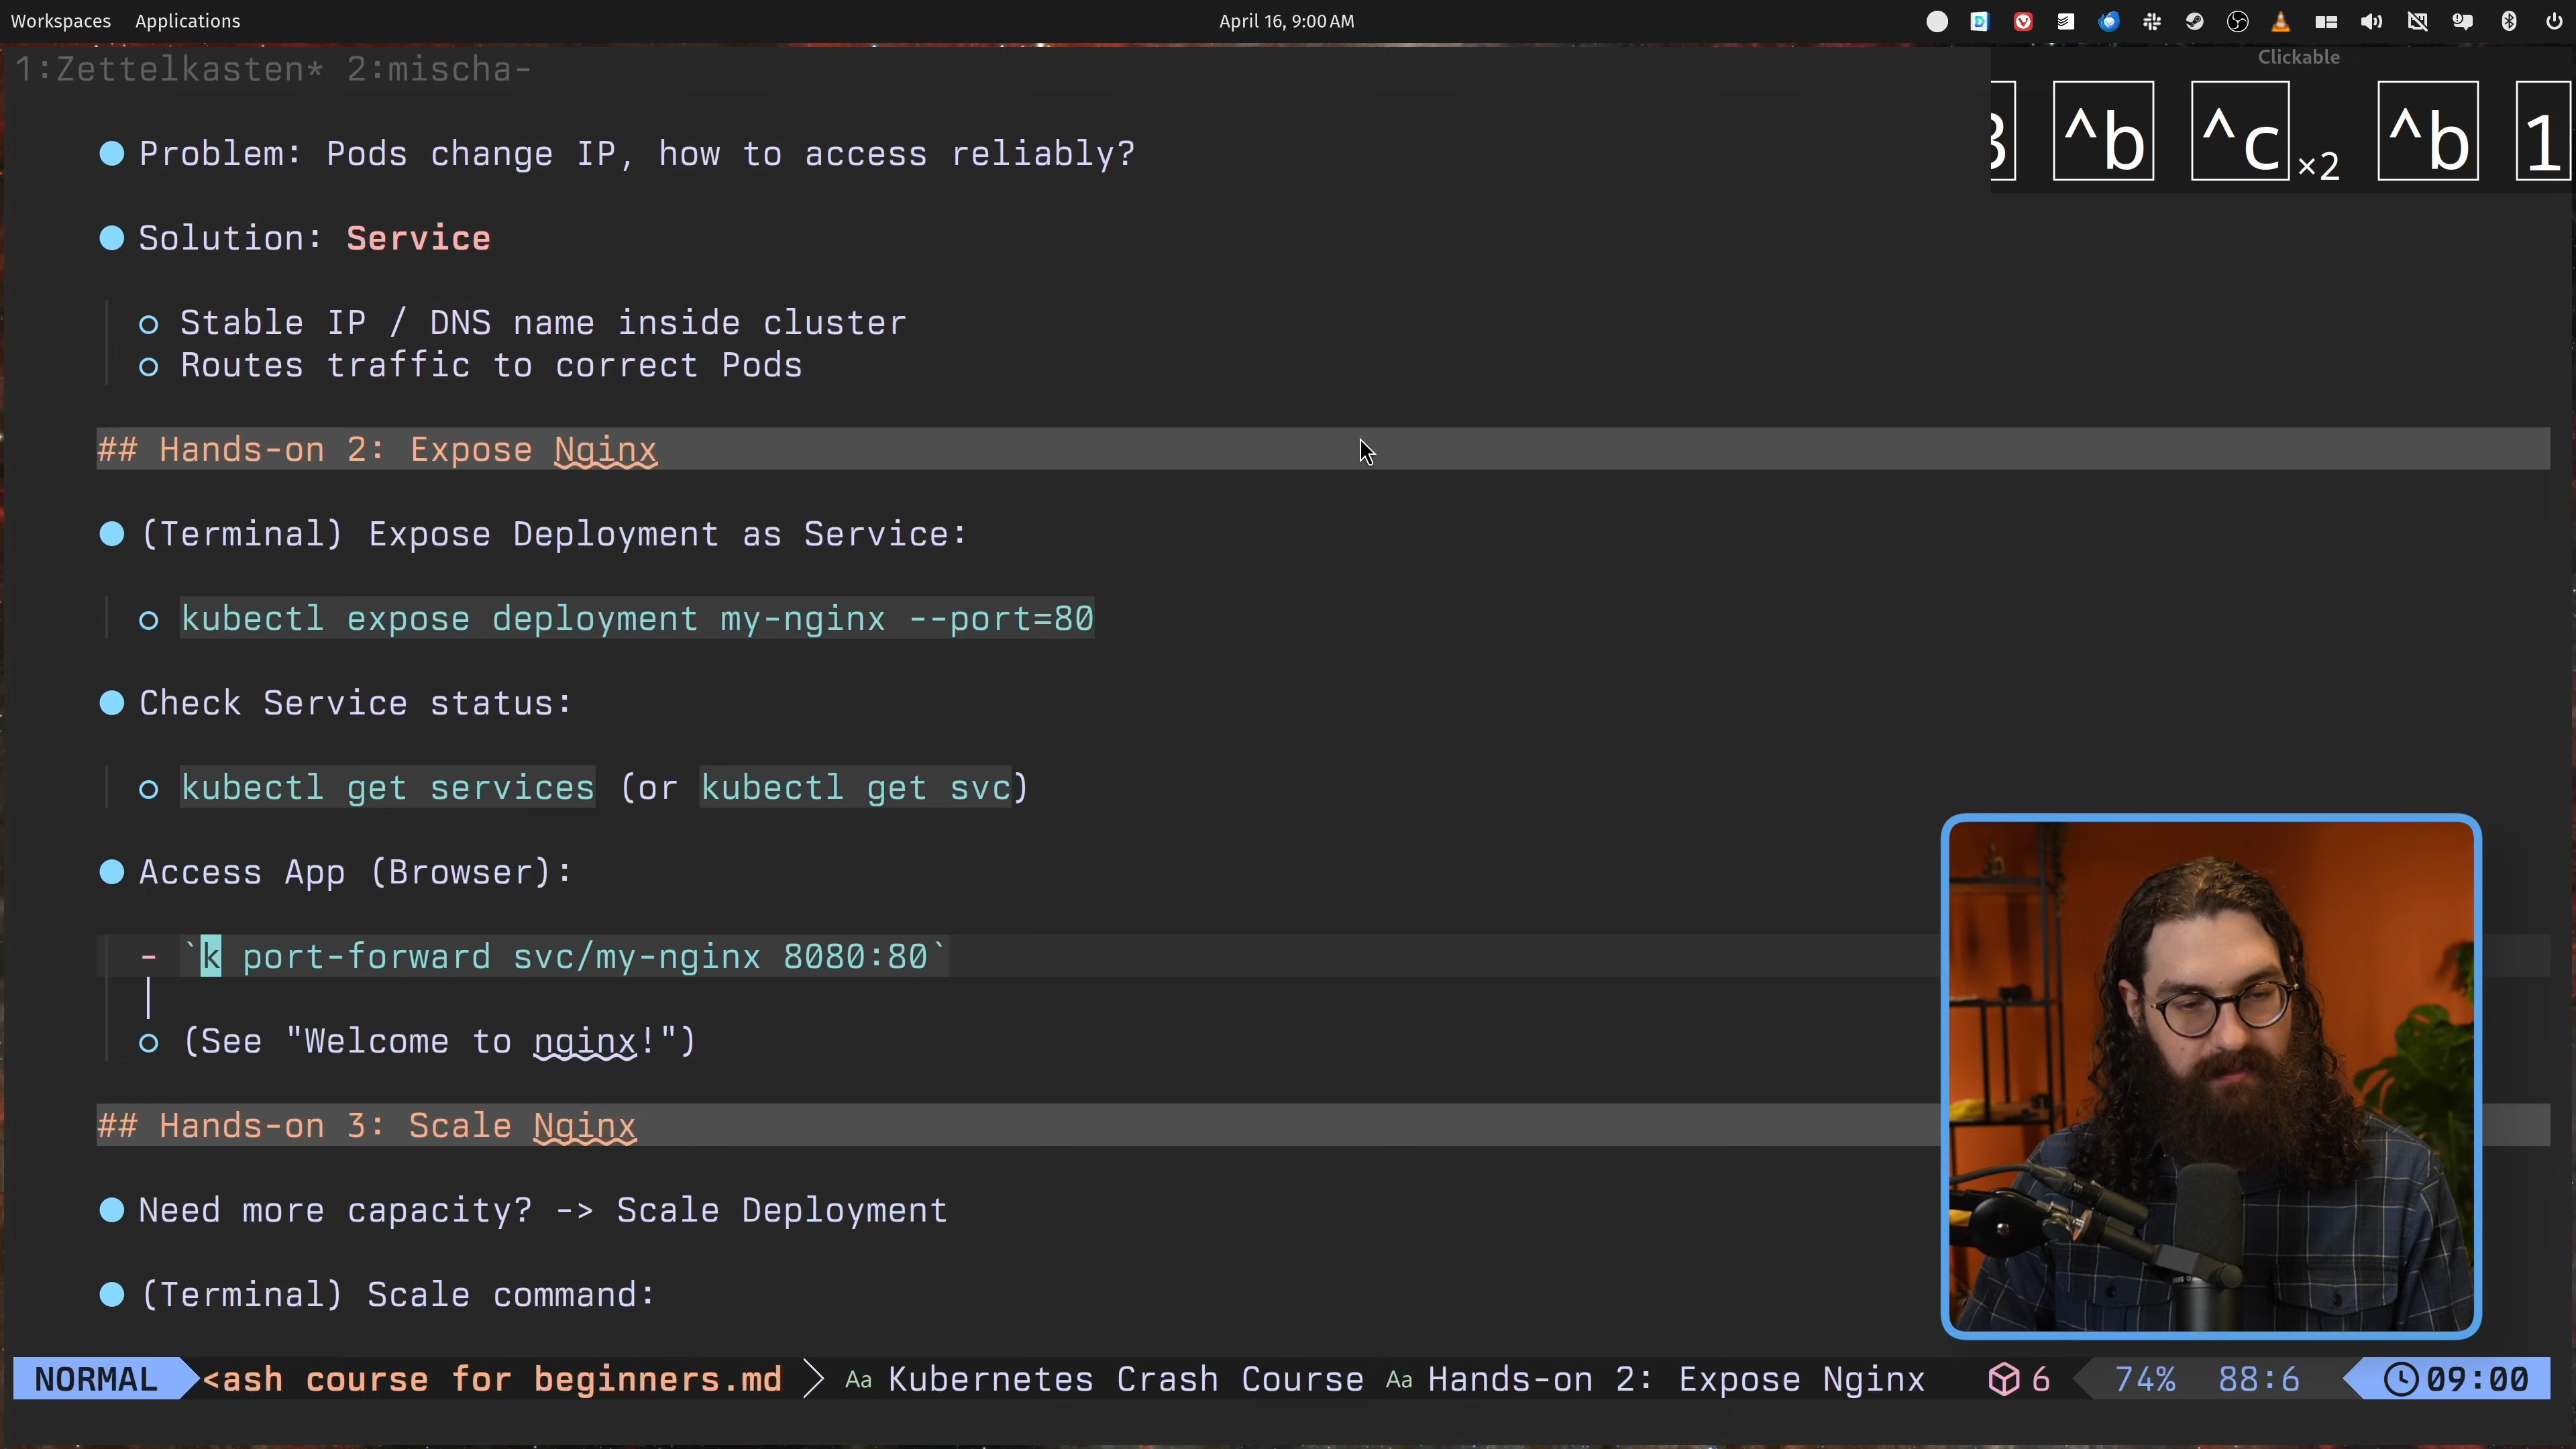 Workspaces Applications April 16, 9:00 AM
1:Zettelkasten* 2:mischa-
Clickable
^b ^c ×2 ^b 1
Problem: Pods change IP, how to access reliably?
Solution: Service
Stable IP / DNS name inside cluster
Routes traffic to correct Pods
## Hands-on 2: Expose Nginx
(Terminal) Expose Deployment as Service:
kubectl expose deployment my-nginx --port=80
Check Service status:
kubectl get services (or kubectl get svc)
Access App (Browser):
- `k port-forward svc/my-nginx 8080:80`
(See "Welcome to nginx!")
## Hands-on 3: Scale Nginx
Need more capacity? -> Scale Deployment
(Terminal) Scale command:
NORMAL <ash course for beginners.md Aa Kubernetes Crash Course Aa Hands-on 2: Expose Nginx 6 74% 88:6 09:00